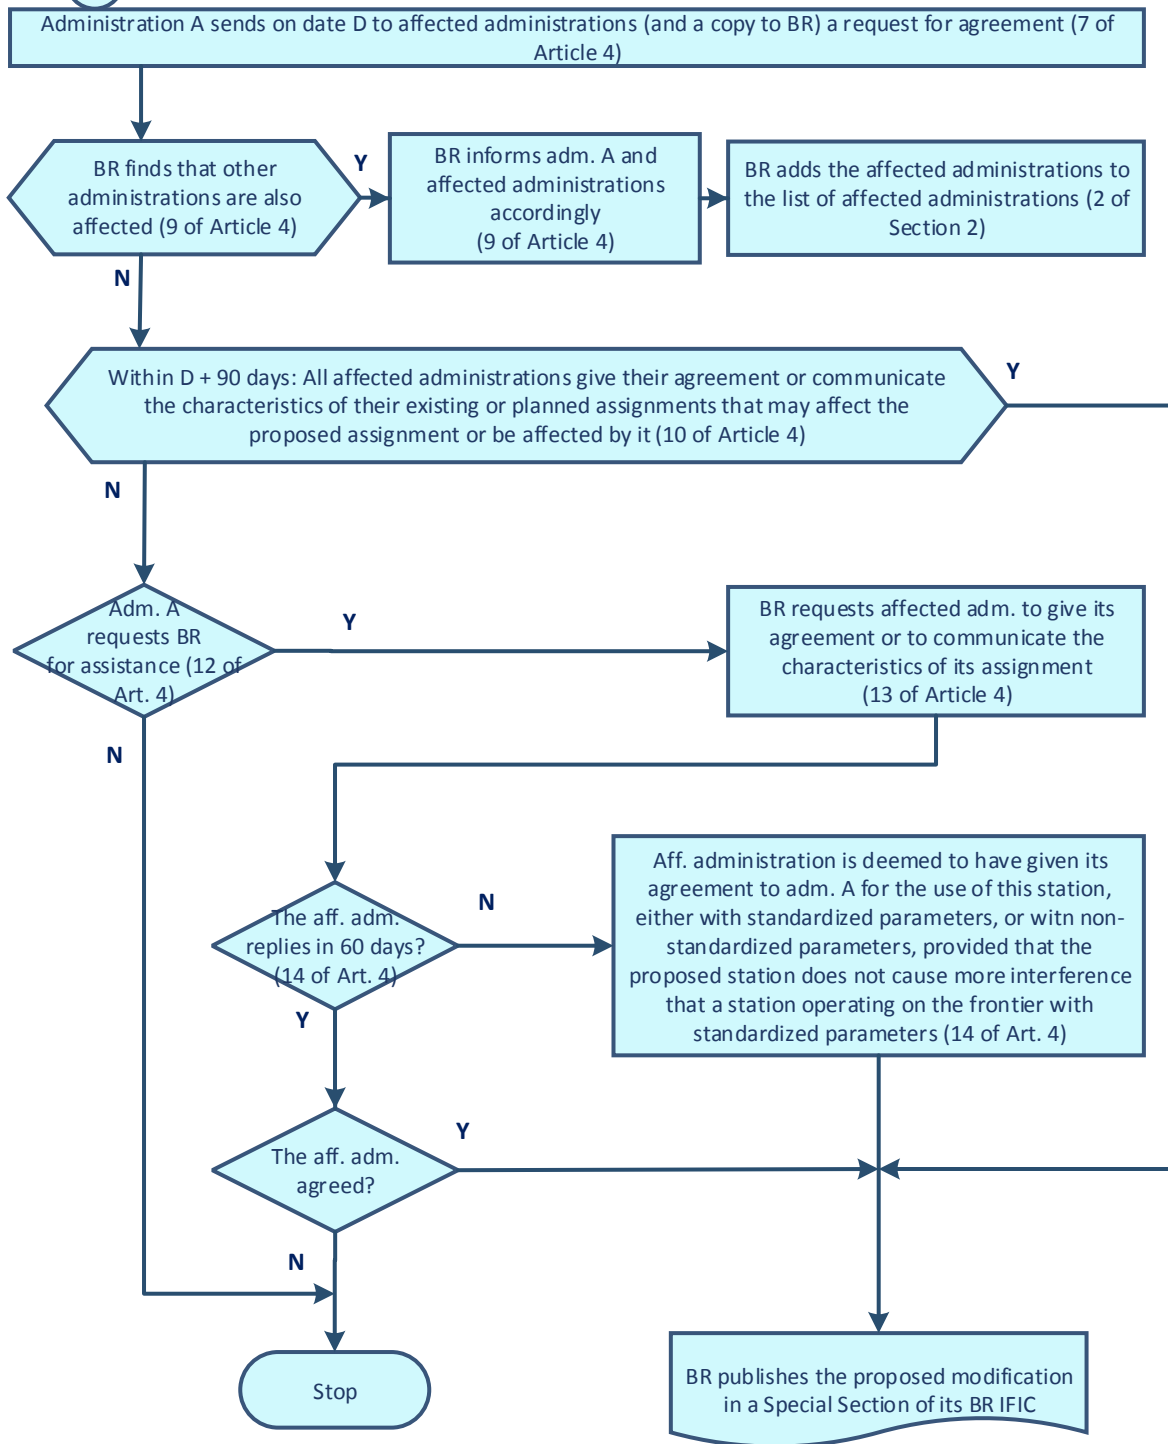 Administration A sends on date D to affected administrations (and a copy to BR) a request for agreement (7 of
Article 4)
BR finds that other
administrations are also
affected (9 of Article 4)
Y
BR informs adm. A and
affected administrations
accordingly
(9 of Article 4)
BR adds the affected administrations to
the list of affected administrations (2 of
Section 2)
N
Within D + 90 days: All affected administrations give their agreement or communicate
the characteristics of their existing or planned assignments that may affect the
proposed assignment or be affected by it (10 of Article 4)
Y
N
Adm. A
requests BR
for assistance (12 of
Art. 4)
Y
BR requests affected adm. to give its
agreement or to communicate the
characteristics of its assignment
(13 of Article 4)
N
The aff. adm.
replies in 60 days?
(14 of Art. 4)
N
Aff. administration is deemed to have given its
agreement to adm. A for the use of this station,
either with standardized parameters, or witn non-
standardized parameters, provided that the
proposed station does not cause more interference
that a station operating on the frontier with
standardized parameters (14 of Art. 4)
Y
The aff. adm.
agreed?
Y
N
Stop
BR publishes the proposed modification
in a Special Section of its BR IFIC